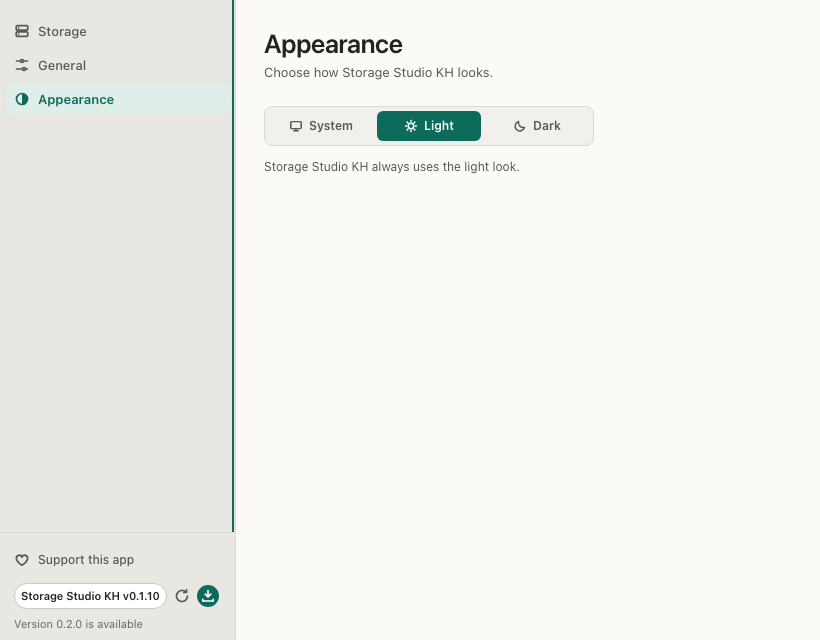 Storage
General
Appearance
Support this app
Storage Studio KH v0.1.10
Version 0.2.0 is available
Appearance
Choose how Storage Studio KH looks.
System Light Dark
Storage Studio KH always uses the light look.